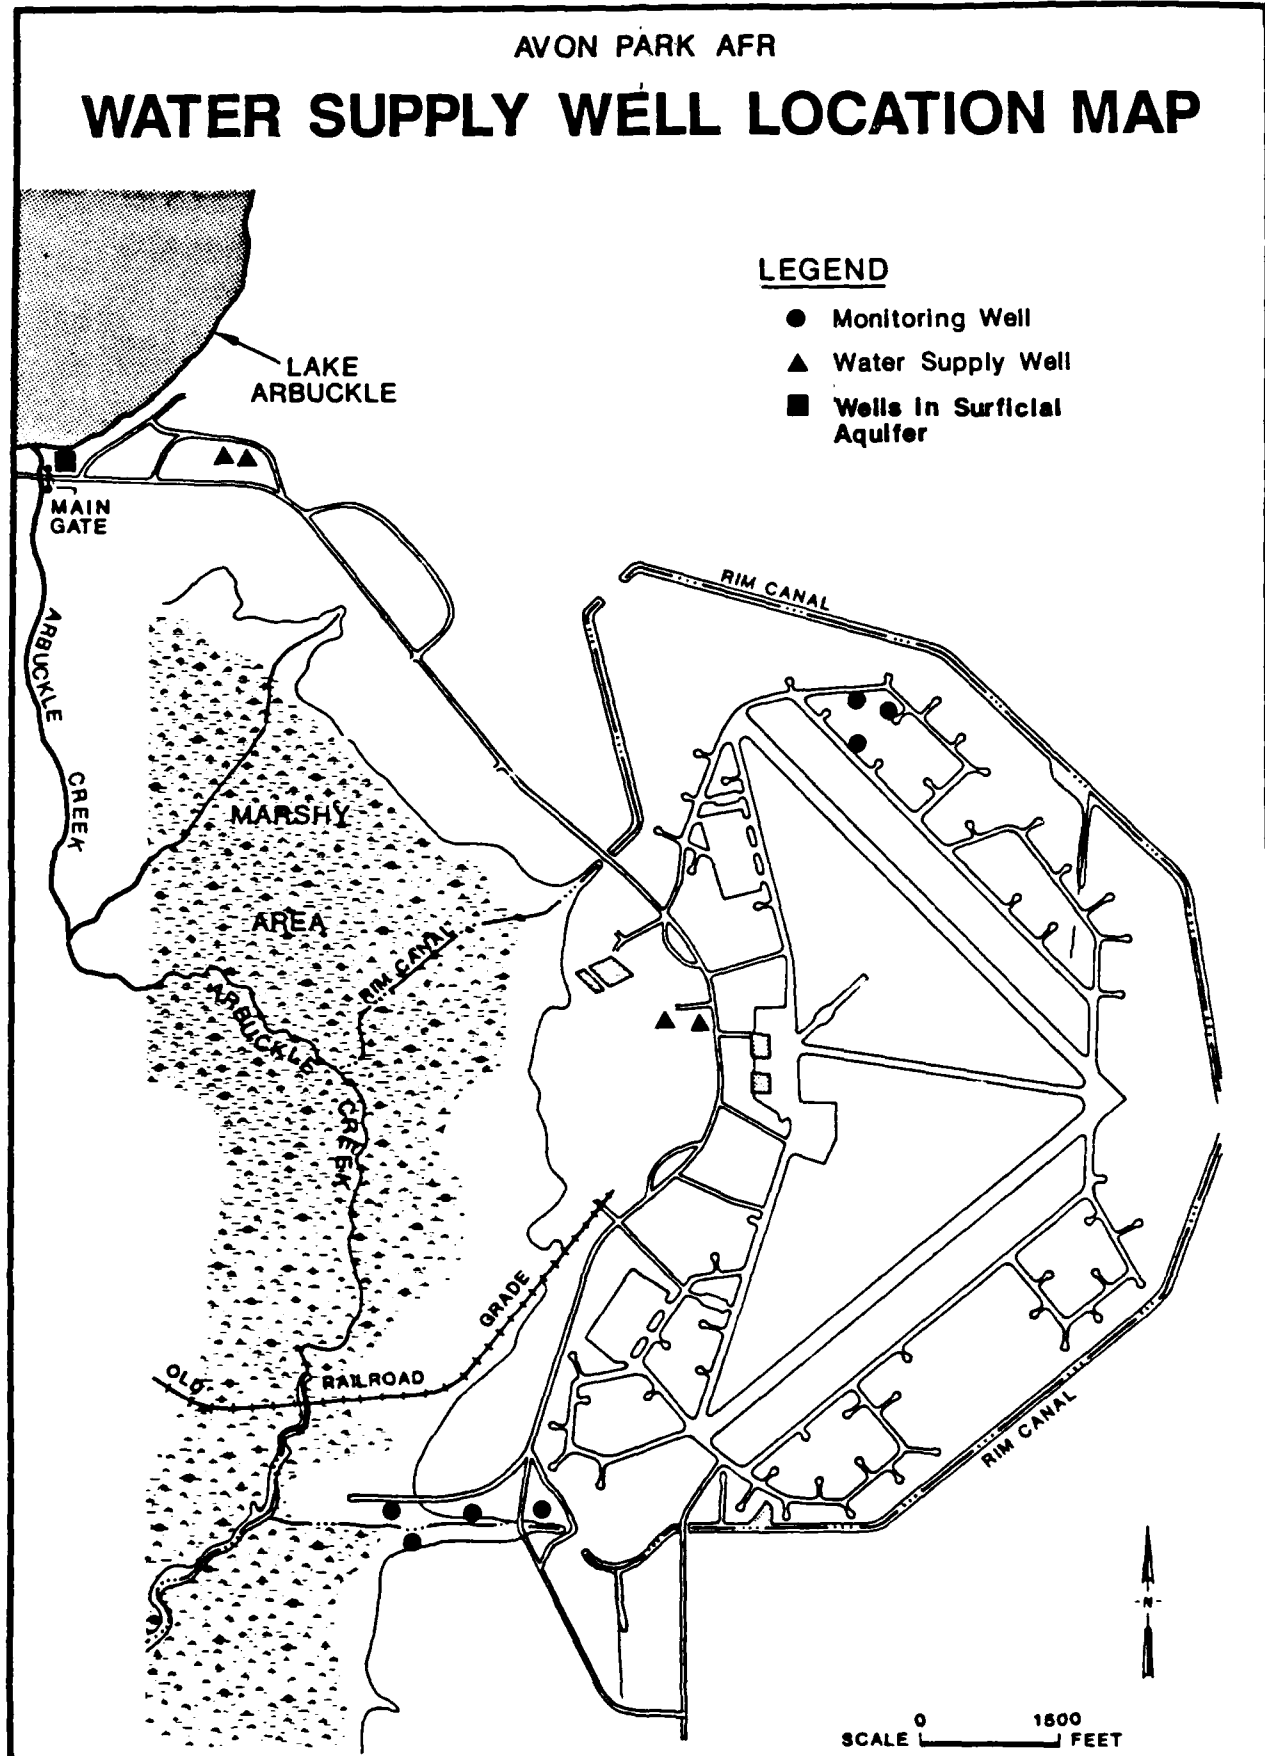 AVON PARK AFR
WATER SUPPLY WELL LOCATION MAP
LEGEND
Monitoring Well
Water Supply Well
Wells in Surficial
Aquifer
LAKE
ARBUCKLE
MAIN
GATE
RIM CANAL
ARBUCKLE
CREEK
MARSHY
AREA
RIM CANAL
ARBUCKLE
CREEK
GRADE
OLD
RAILROAD
RIM CANAL
-N-
0 1500
SCALE FEET